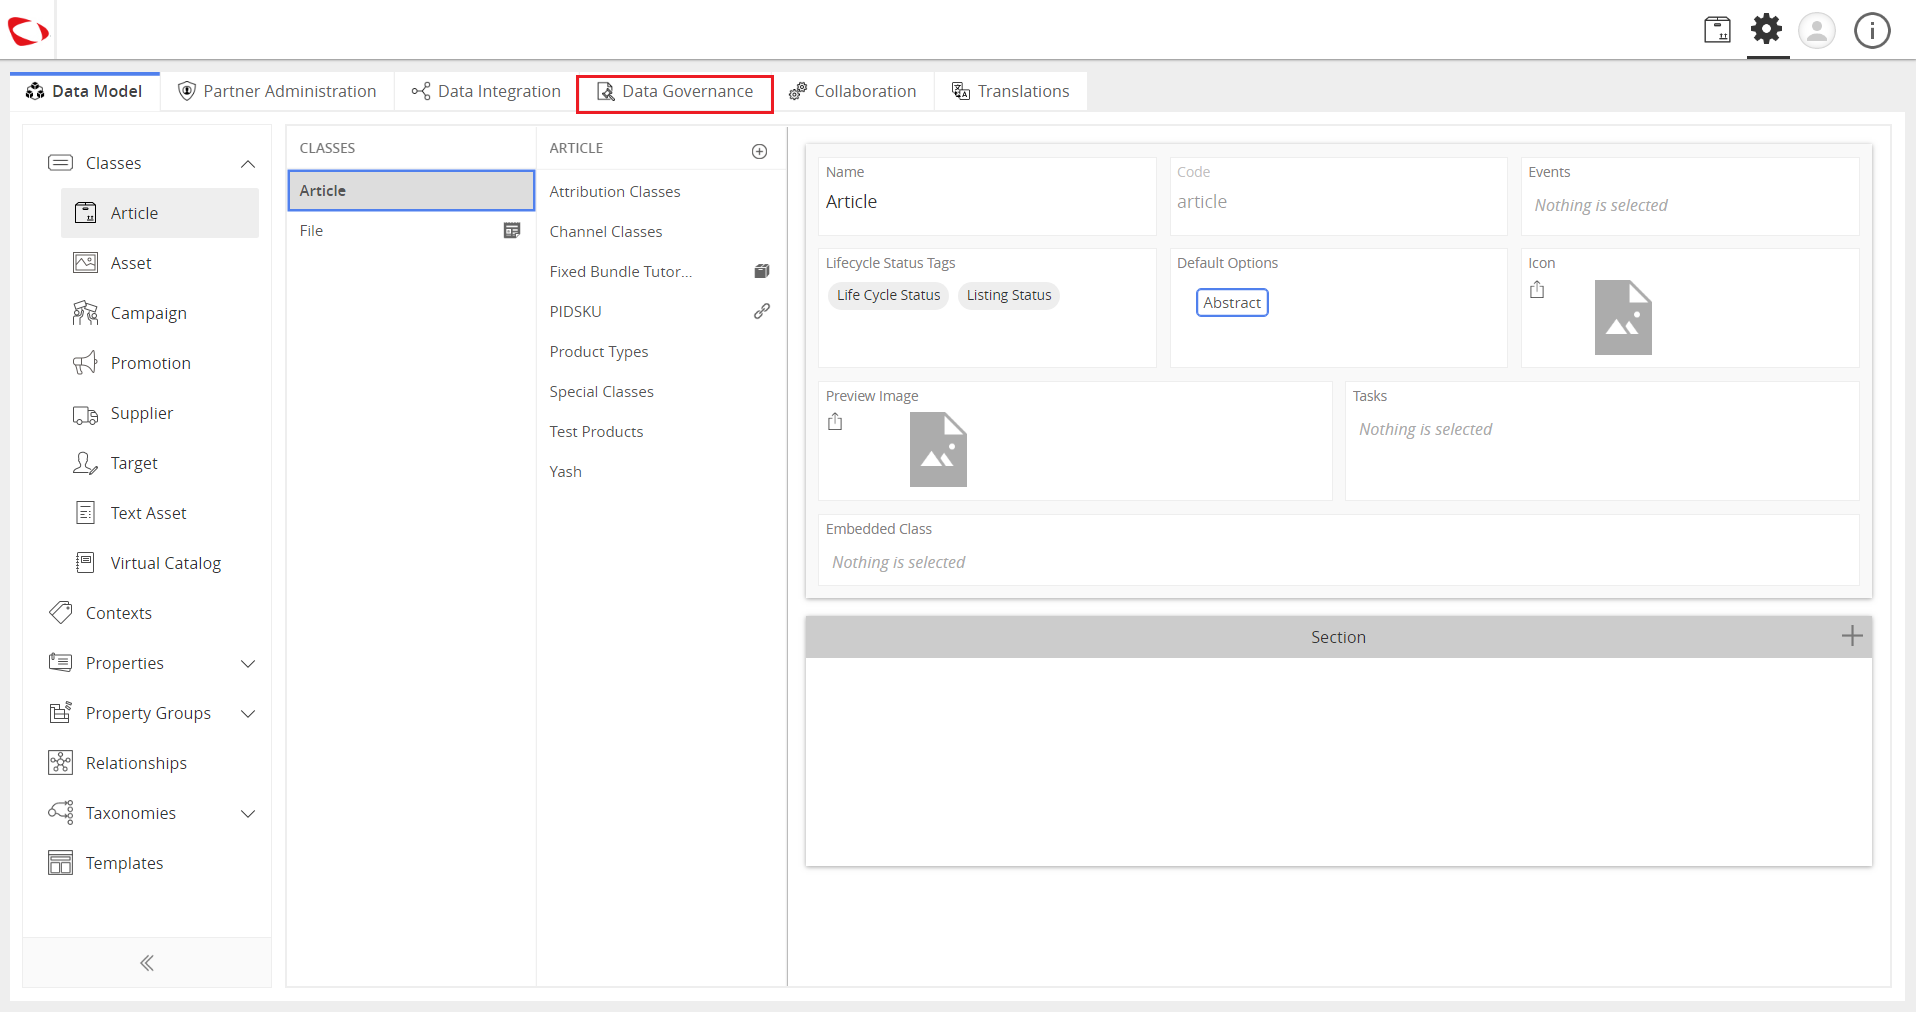 Data Model
Partner Administration
Data Integration
Data Governance
Collaboration
Translations
Classes
Article
Asset
Campaign
Promotion
Supplier
Target
Text Asset
Virtual Catalog
Contexts
Properties
Property Groups
Relationships
Taxonomies
Templates
CLASSES
Article
File
ARTICLE
Attribution Classes
Channel Classes
Fixed Bundle Tutor...
PIDSKU
Product Types
Special Classes
Test Products
Yash
Name
Article
Code
article
Events
Nothing is selected
Lifecycle Status Tags
Life Cycle Status Listing Status
Default Options
Abstract
Icon
Preview Image
Tasks
Nothing is selected
Embedded Class
Nothing is selected
Section